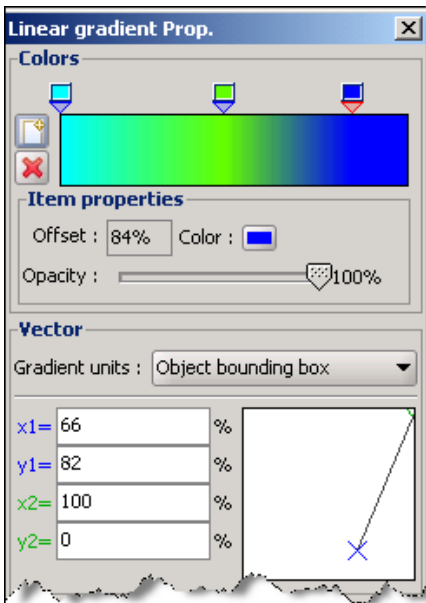 Linear gradient Prop.
Colors
Item properties
Offset : 84% Color :
Opacity : 100%
Vector
Gradient units : Object bounding box
x1= 66 %
y1= 82 %
x2= 100 %
y2= 0 %